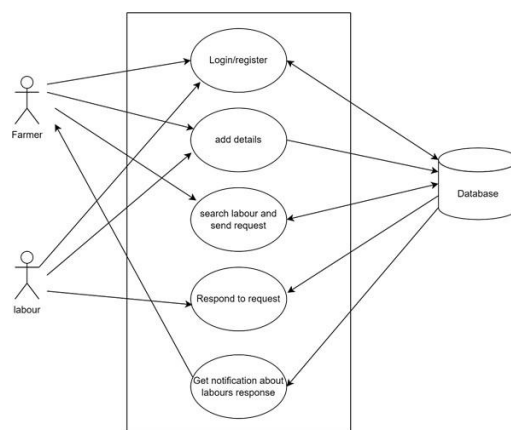 Login/register
Farmer
add details
Database
search labour and
send request
labour
Respond to request
Get notification about
labours response